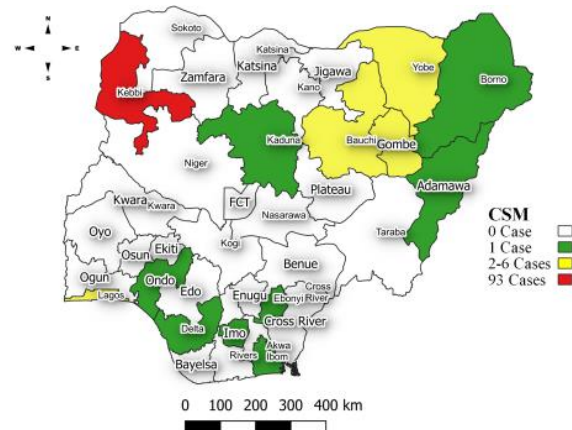 N
W E
S
Sokoto
Katsina
Zamfara
Katsina
Jigawa
Kano
Yobe
Borno
Kebbi
Kaduna
Bauchi
Gombe
Niger
Adamawa
Plateau
Kwara
Kwara
FCT
Nasarawa
Taraba
Oyo
Kogi
Osun
Ekiti
Benue
Ogun
Lagos
Ondo
Edo
Enugu
Ebonyi
Cross
River
Delta
Imo
Cross River
Rivers
Akwa
Ibom
Bayelsa
CSM
0 Case
1 Case
2-6 Cases
93 Cases
0 100 200 300 400 km